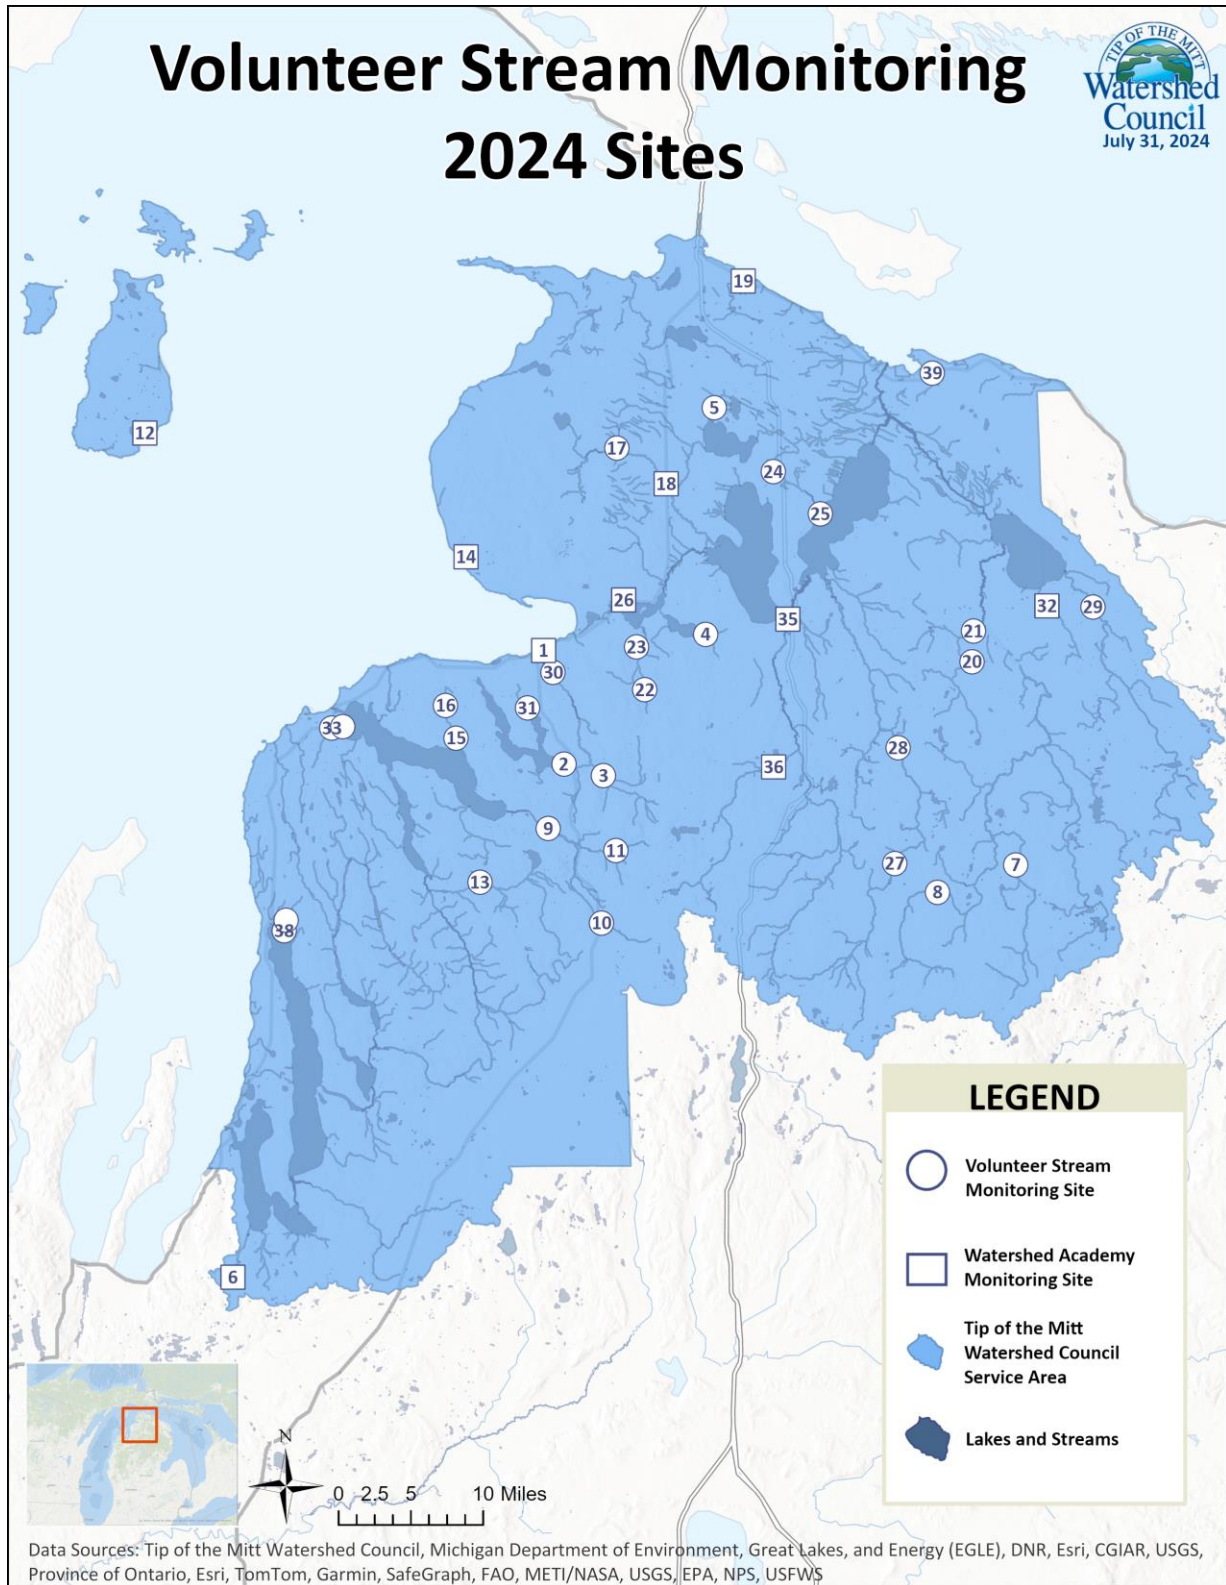 Volunteer Stream Monitoring
2024 Sites
TIP OF THE MITT
Watershed
Council
July 31, 2024
19
39
5
12
17
24
18
25
14
26
32
29
35
21
4
1
23
20
30
22
16
31
33
15
28
2
36
3
9
11
27
7
13
8
10
38
6
LEGEND
Volunteer Stream
Monitoring Site
Watershed Academy
Monitoring Site
Tip of the Mitt
Watershed Council
Service Area
Lakes and Streams
N
0 2.5 5 10 Miles
Data Sources: Tip of the Mitt Watershed Council, Michigan Department of Environment, Great Lakes, and Energy (EGLE), DNR, Esri, CGIAR, USGS,
Province of Ontario, Esri, TomTom, Garmin, SafeGraph, FAO, METI/NASA, USGS, EPA, NPS, USFWS